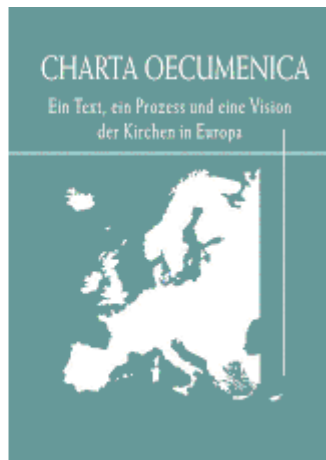 CHARTA OECUMENICA
Ein Text, ein Prozess und eine Vision
der Kirchen in Europa